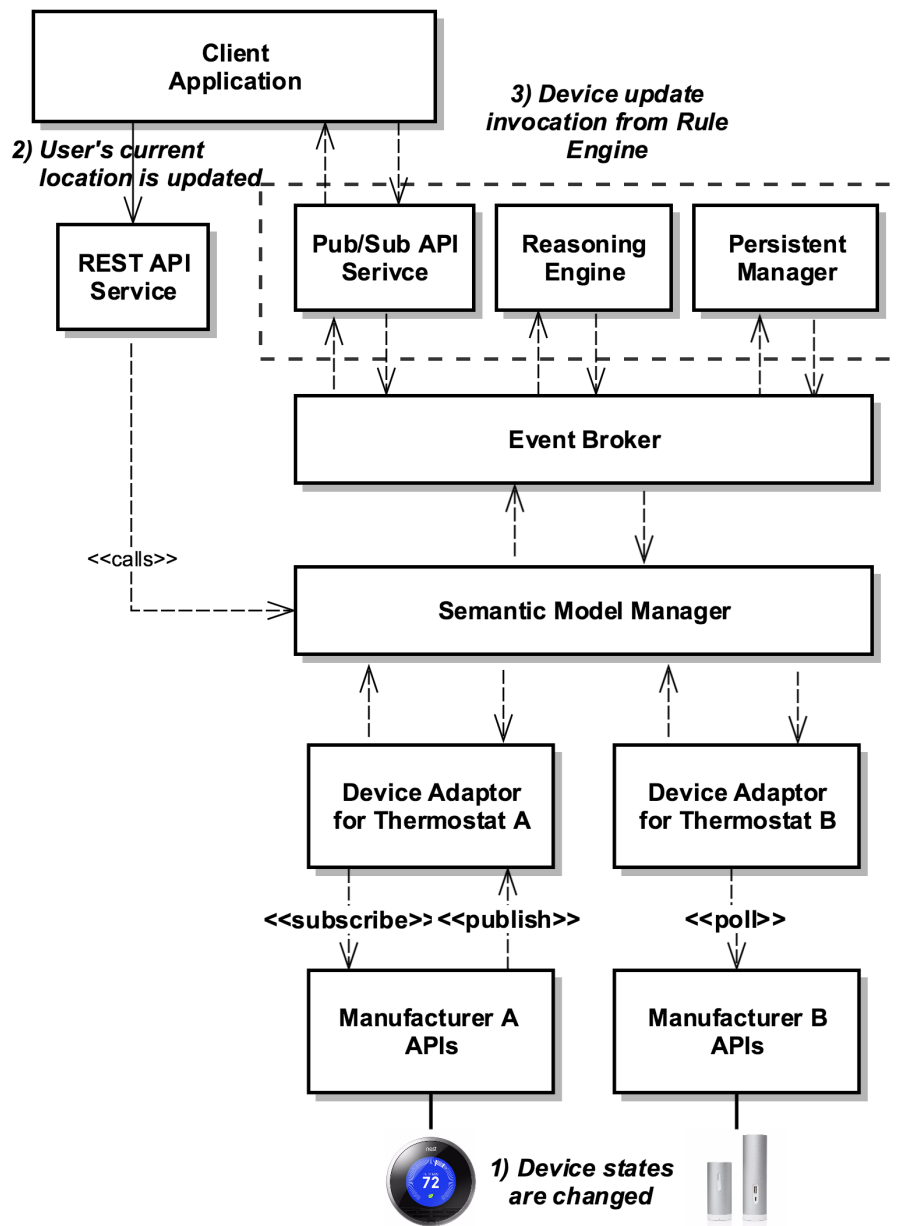 Client
Application
3) Device update
invocation from Rule
Engine
2) User's current
location is updated
Pub/Sub API
Serivce
Reasoning
Engine
Persistent
Manager
REST API
Service
Event Broker
<<calls>>
Semantic Model Manager
Device Adaptor
for Thermostat A
Device Adaptor
for Thermostat B
<<subscribe>>
<<publish>>
<<poll>>
Manufacturer A
APIs
Manufacturer B
APIs
nest
72
1) Device states
are changed